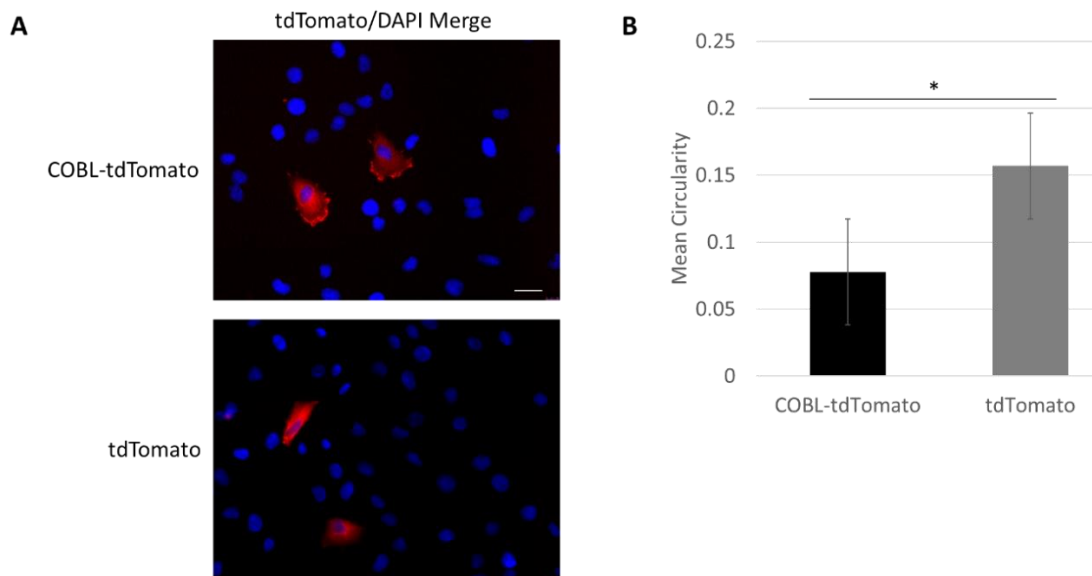 A
tdTomato/DAPI Merge
COBL-tdTomato
tdTomato
B
0.25
0.2
0.15
0.1
0.05
0
Mean Circularity
*
COBL-tdTomato
tdTomato